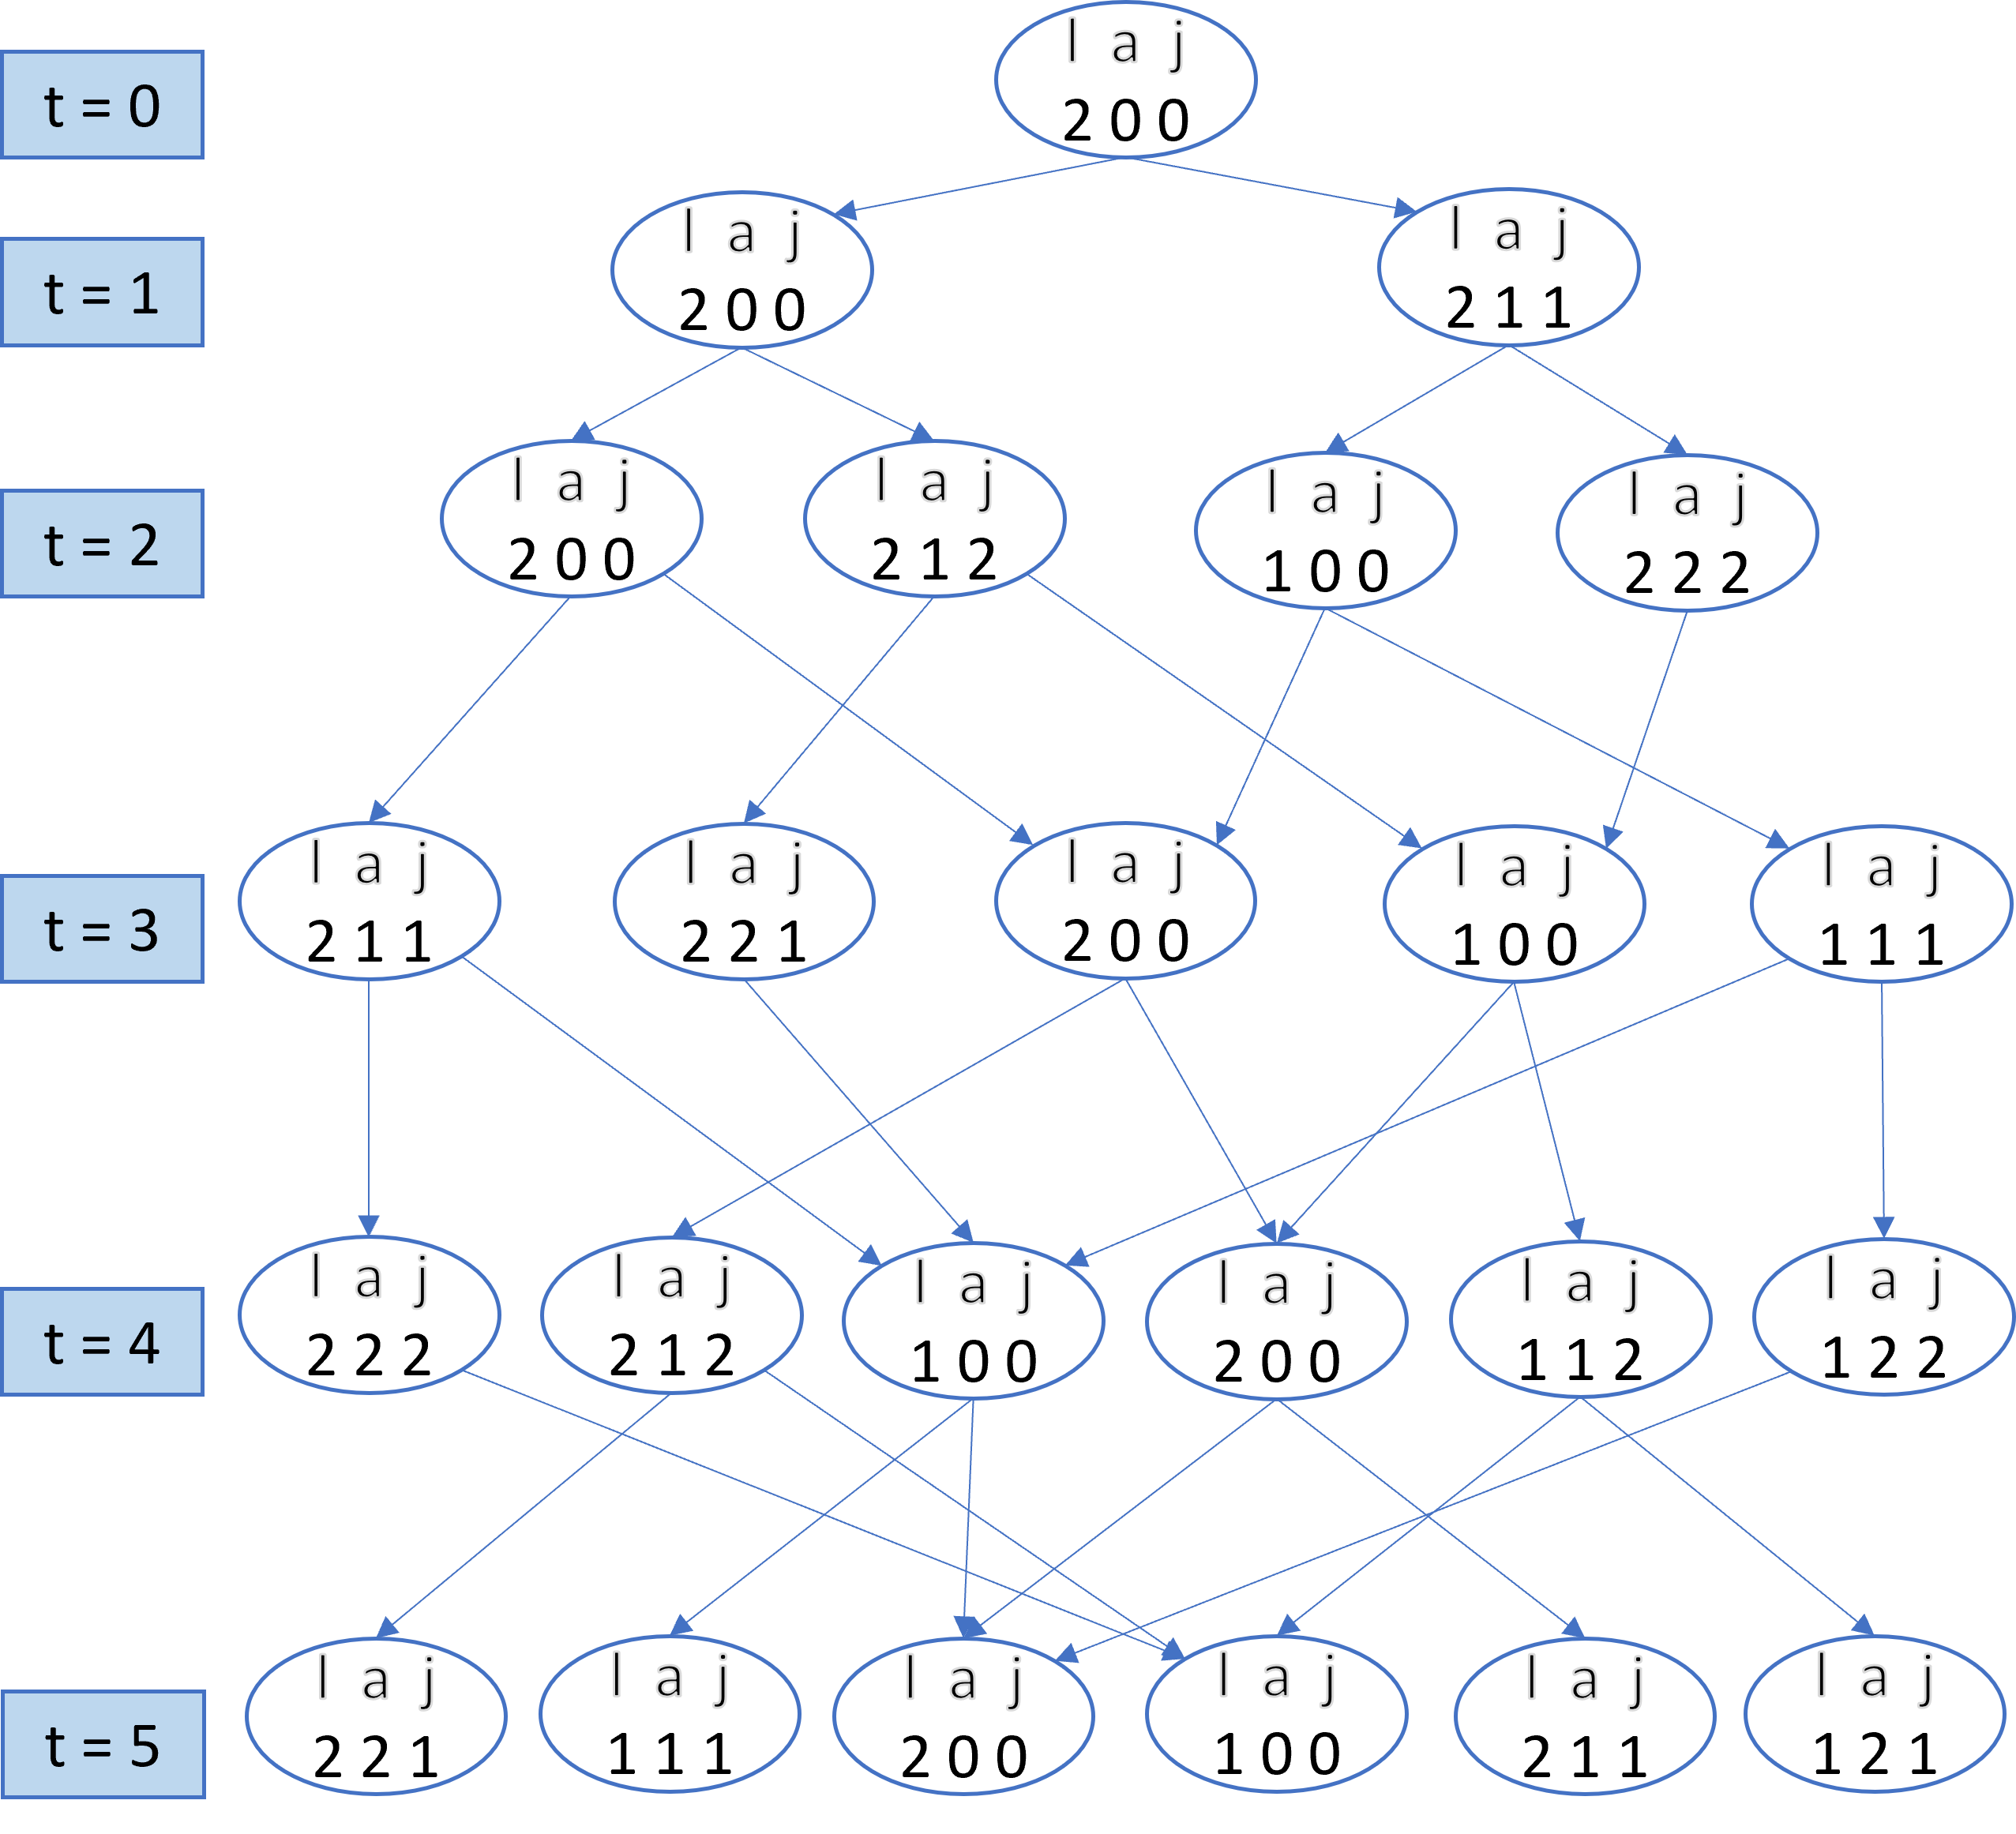 t = 0
l a j
2 0 0
t = 1
l a j
2 0 0
l a j
2 1 1
t = 2
l a j
2 0 0
l a j
2 1 2
l a j
1 0 0
l a j
2 2 2
t = 3
l a j
2 1 1
l a j
2 2 1
l a j
2 0 0
l a j
1 0 0
l a j
1 1 1
t = 4
l a j
2 2 2
l a j
2 1 2
l a j
1 0 0
l a j
2 0 0
l a j
1 1 2
l a j
1 2 2
t = 5
l a j
2 2 1
l a j
1 1 1
l a j
2 0 0
l a j
1 0 0
l a j
2 1 1
l a j
1 2 1